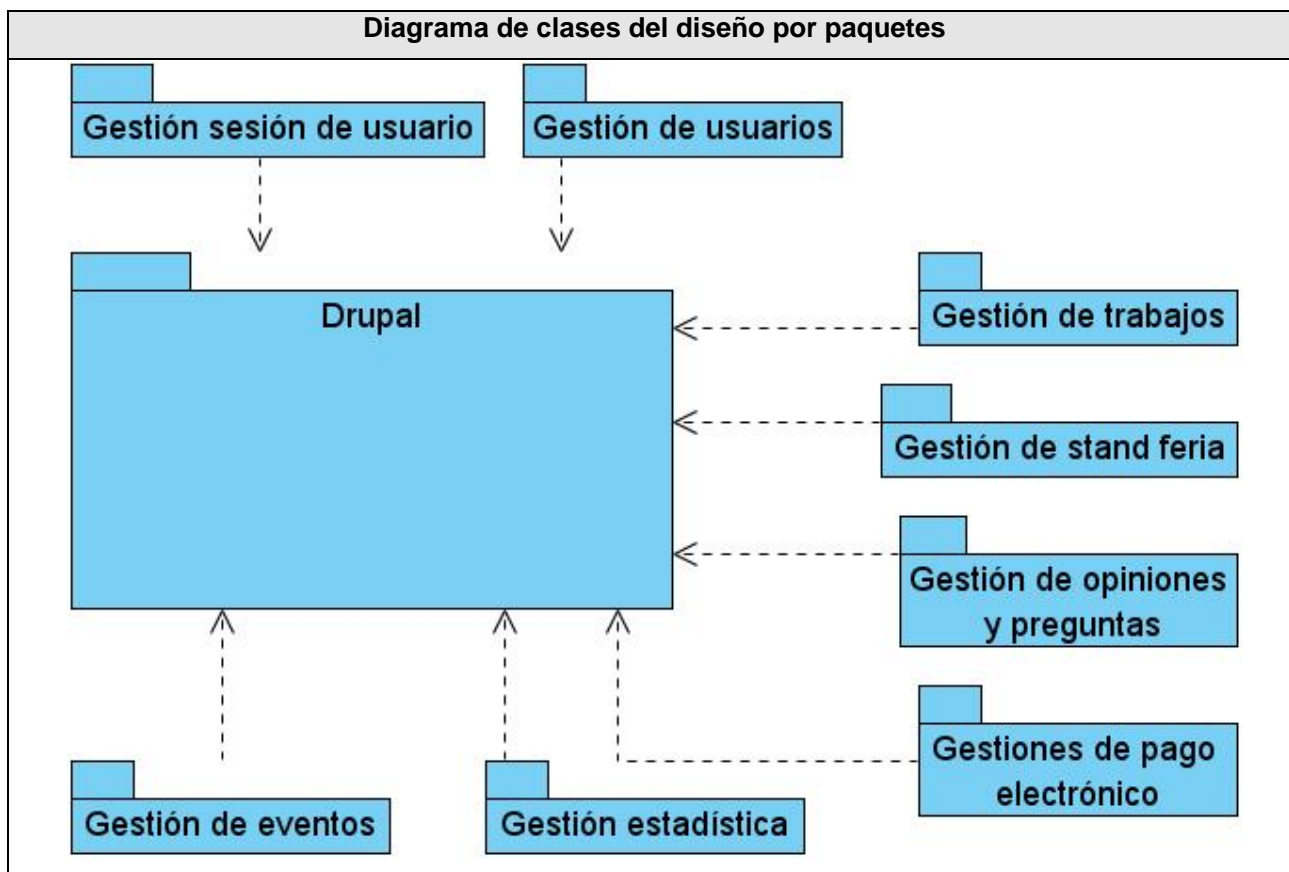 Diagrama de clases del diseño por paquetes
Gestión sesión de usuario
Gestión de usuarios
Drupal
Gestión de trabajos
Gestión de stand feria
Gestión de opiniones
y preguntas
Gestiones de pago
electrónico
Gestión de eventos
Gestión estadística